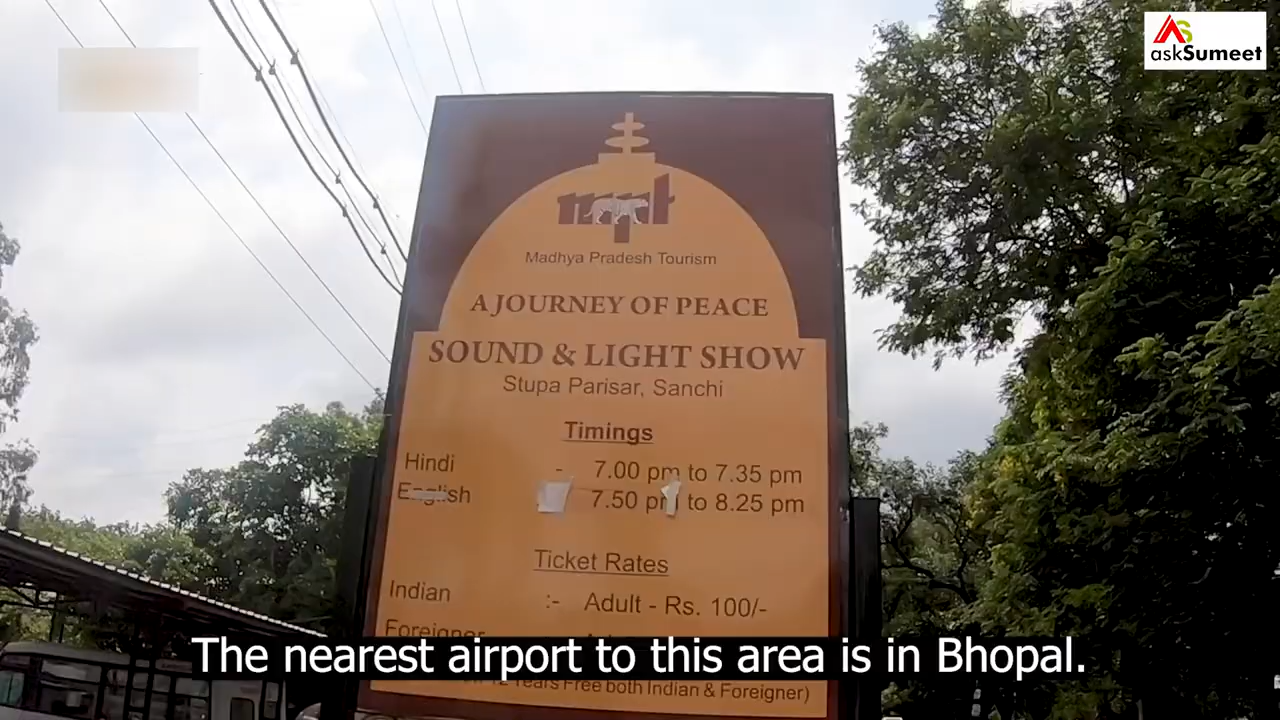 askSumeet
mpt
Madhya Pradesh Tourism
A JOURNEY OF PEACE
SOUND & LIGHT SHOW
Stupa Parisar, Sanchi
Timings
Hindi - 7.00 pm to 7.35 pm
English 7.50 pm to 8.25 pm
Ticket Rates
Indian :- Adult - Rs. 100/-
Foreigner
The nearest airport to this area is in Bhopal.
Years Free both Indian & Foreigner)